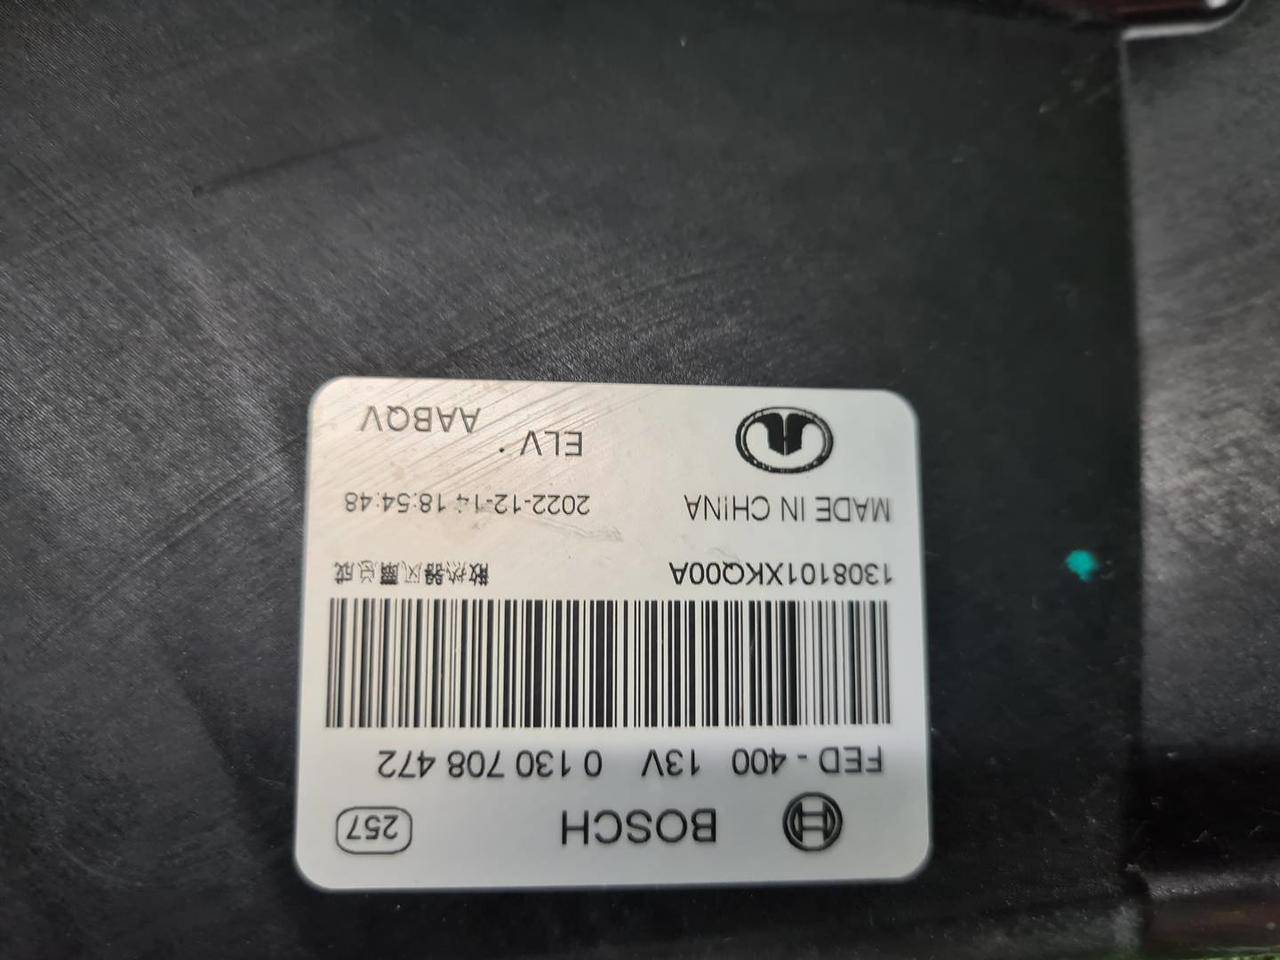 BOSCH 257
FED - 400 13V 0 130 708 472
1308101XKQ00A 散热器风扇总成
MADE IN CHINA 2022-12-14 18:54:48
ELV AABQV